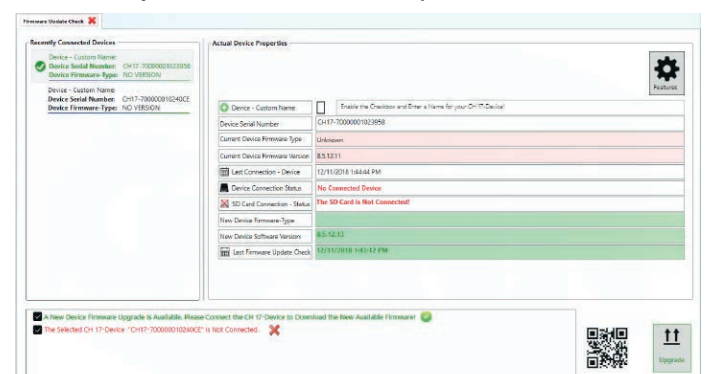 Firmware Update Check
Recently Connected Devices
Device - Custom Name:
Device Serial Number: CH17-70000001023958
Device Firmware-Type: NO VERSION
Device - Custom Name:
Device Serial Number: CH17-700000010240CE
Device Firmware-Type: NO VERSION
Actual Device Properties
Features
Device - Custom Name
Enable the Checkbox and Enter a Name for your CH17-Device!
Device Serial Number
CH17-70000001023958
Current Device Firmware Type
Unknown
Current Device Firmware Version
8.5.12.11
Last Connection - Device
12/11/2018 1:44:44 PM
Device Connection Status
No Connected Device
SD Card Connection - Status
The SD Card is Not Connected!
New Device Firmware-Type
New Device Software Version
8.5.12.13
Last Firmware Update Check
12/11/2018 1:43:12 PM
A New Device Firmware Upgrade is Available. Please Connect the CH 17-Device to Download the New Available Firmware!
The Selected CH 17-Device "CH17-700000010240CE" is Not Connected.
Upgrade